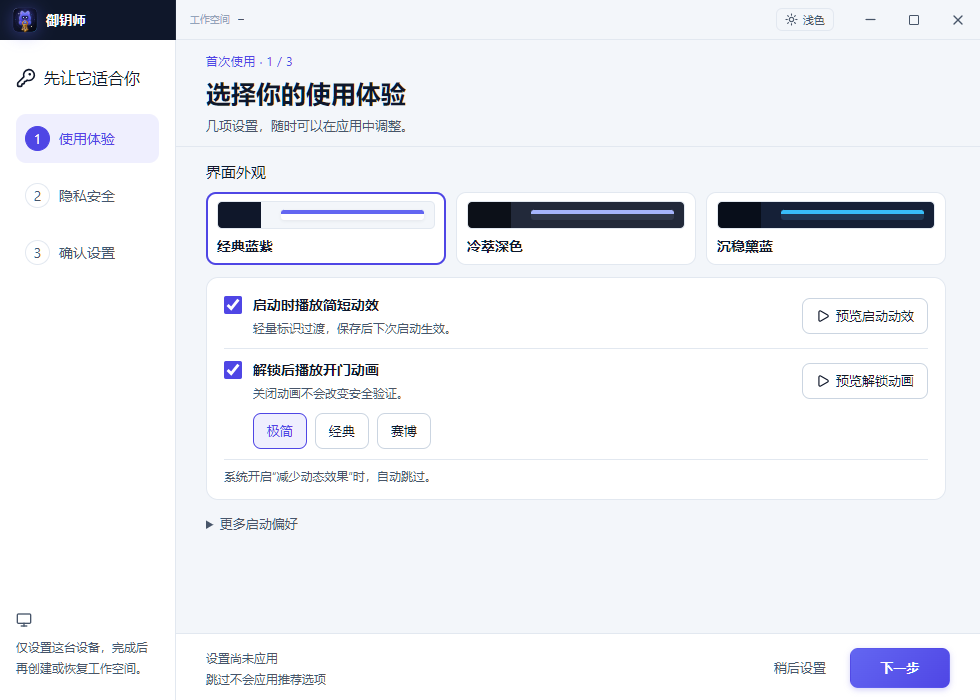 御钥师
工作空间 –
浅色
先让它适合你
1 使用体验
2 隐私安全
3 确认设置
仅设置这台设备，完成后
再创建或恢复工作空间。
首次使用 · 1 / 3
选择你的使用体验
几项设置，随时可以在应用中调整。
界面外观
经典蓝紫
冷萃深色
沉稳黛蓝
启动时播放简短动效
轻量标识过渡，保存后下次启动生效。
预览启动动效
解锁后播放开门动画
关闭动画不会改变安全验证。
预览解锁动画
极简 经典 赛博
系统开启“减少动态效果”时，自动跳过。
更多启动偏好
设置尚未应用
跳过不会应用推荐选项
稍后设置
下一步